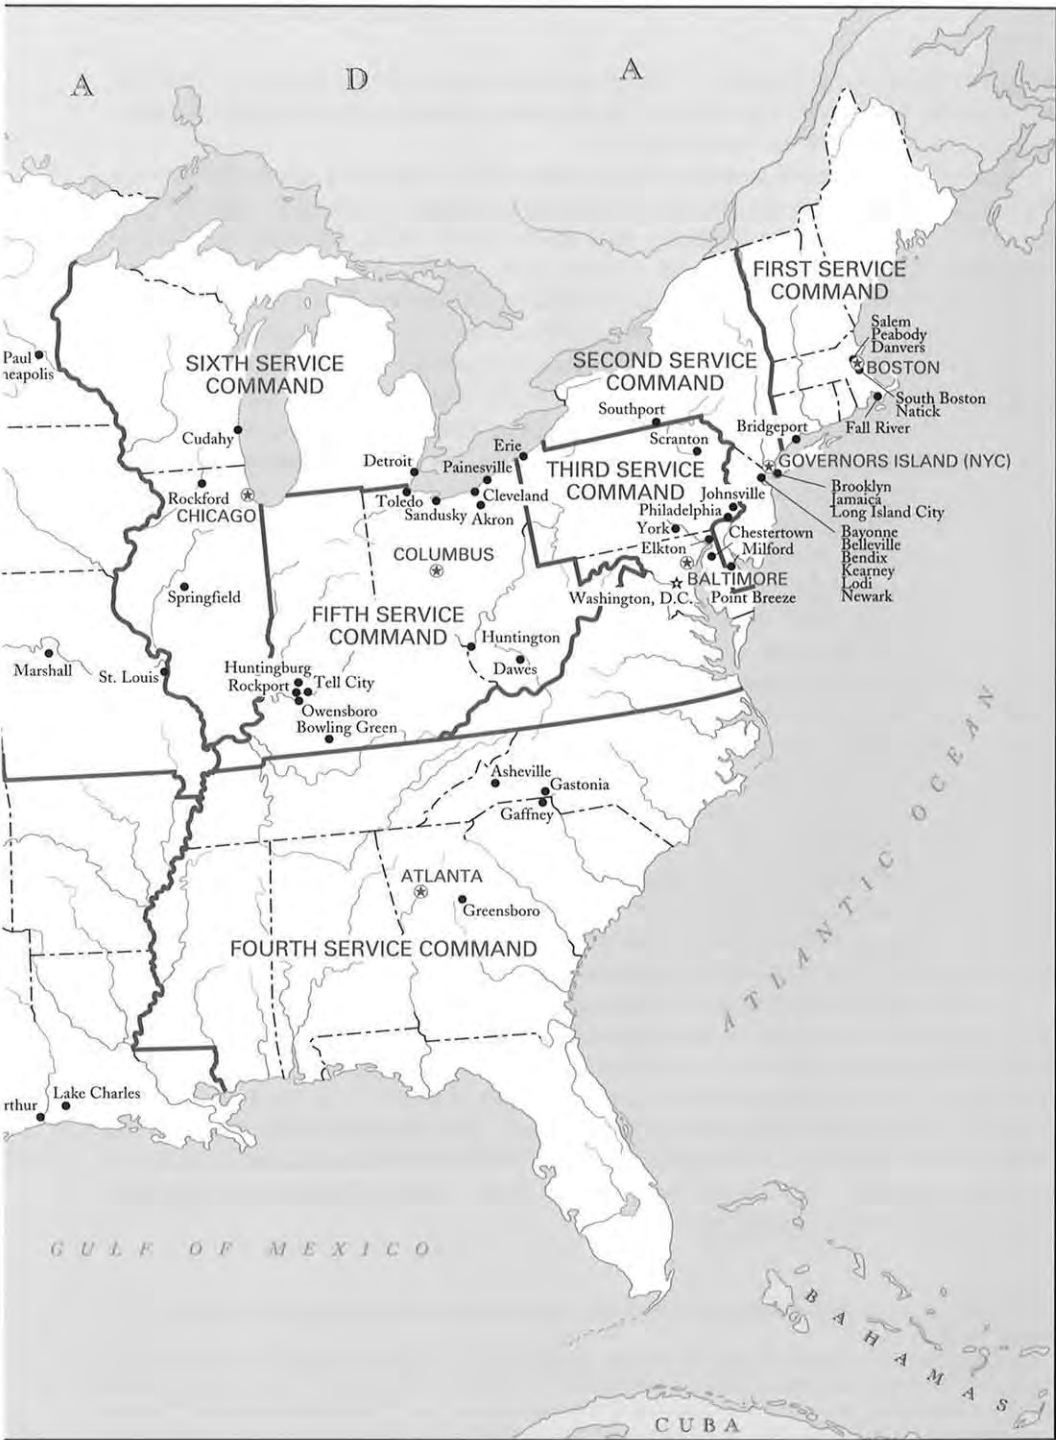 A
D
A
FIRST SERVICE
COMMAND
Salem
Peabody
Danvers
BOSTON
South Boston
Natick
Fall River
Paul
neapolis
SIXTH SERVICE
COMMAND
SECOND SERVICE
COMMAND
Southport
Scranton
Bridgeport
Cudahy
Erie
Detroit
Painesville
THIRD SERVICE
COMMAND
GOVERNORS ISLAND (NYC)
Brooklyn
Jamaica
Long Island City
Rockford
CHICAGO
Toledo
Sandusky
Cleveland
Akron
Johnsville
Philadelphia
York
Elkton
Chestertown
Milford
Bayonne
Belleville
Bendix
Kearney
Lodi
Newark
COLUMBUS
BALTIMORE
Washington, D.C.
Point Breeze
Springfield
FIFTH SERVICE
COMMAND
Huntington
Dawes
Marshall
St. Louis
Huntingburg
Rockport
Tell City
Owensboro
Bowling Green
Asheville
Gastonia
Gaffney
ATLANTA
Greensboro
FOURTH SERVICE COMMAND
ATLANTIC OCEAN
rthur
Lake Charles
GULF OF MEXICO
BAHAMAS
CUBA